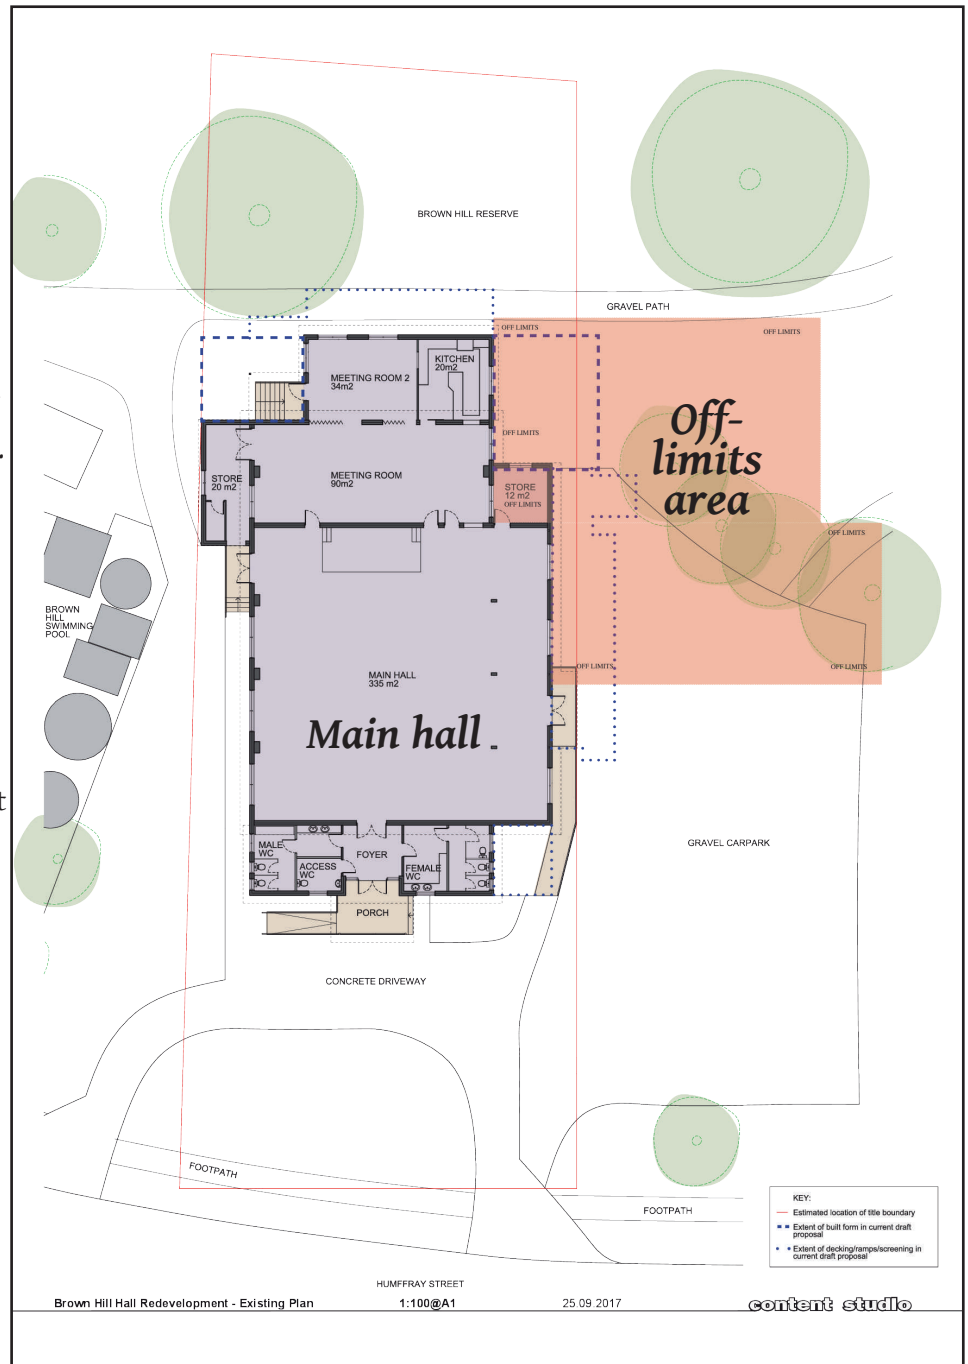 BROWN HILL RESERVE
GRAVEL PATH
OFF LIMITS
OFF LIMITS
KITCHEN
20m2
MEETING ROOM 2
34m2
Off-
limits
area
OFF LIMITS
MEETING ROOM
90m2
STORE
20 m2
STORE
12 m2
OFF LIMITS
OFF LIMITS
BROWN
HILL
SWIMMING
POOL
OFF LIMITS
OFF LIMITS
MAIN HALL
335 m2
Main hall
GRAVEL CARPARK
MALE
WC
FOYER
ACCESS
WC
FEMALE
WC
PORCH
CONCRETE DRIVEWAY
FOOTPATH
FOOTPATH
KEY:
Estimated location of title boundary
Extent of built form in current draft
proposal
Extent of decking/ramps/screening in
current draft proposal
HUMFFRAY STREET
Brown Hill Hall Redevelopment - Existing Plan
1:100@A1
25.09.2017
content studio